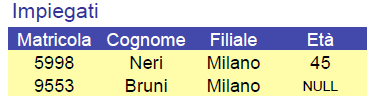 Impiegati
Matricola Cognome Filiale Età
5998 Neri Milano 45
9553 Bruni Milano NULL